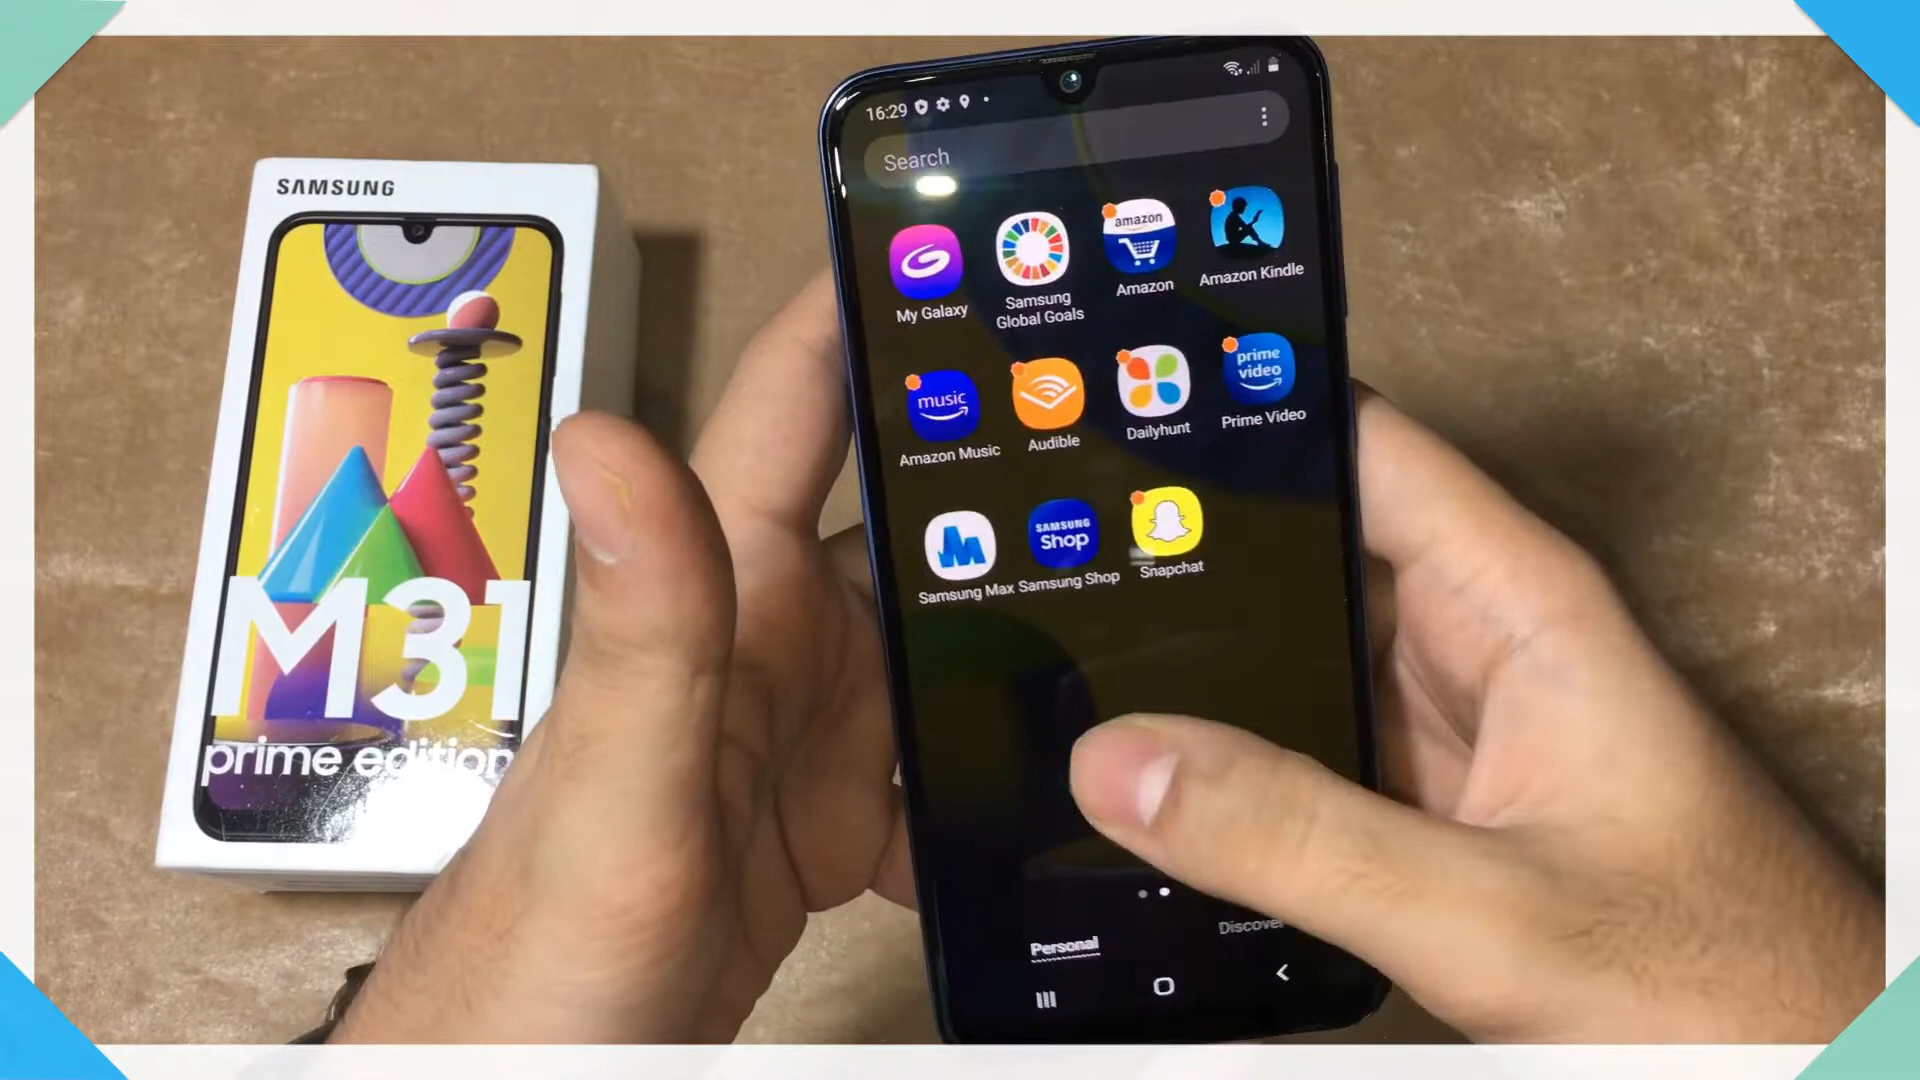 SAMSUNG
M31
prime edition
16:29
Search
My Galaxy
Samsung
Global Goals
amazon
Amazon
Amazon Kindle
music
Amazon Music
Audible
Dailyhunt
prime
video
Prime Video
Samsung Max
SAMSUNG
Shop
Samsung Shop
Snapchat
Personal
Discover